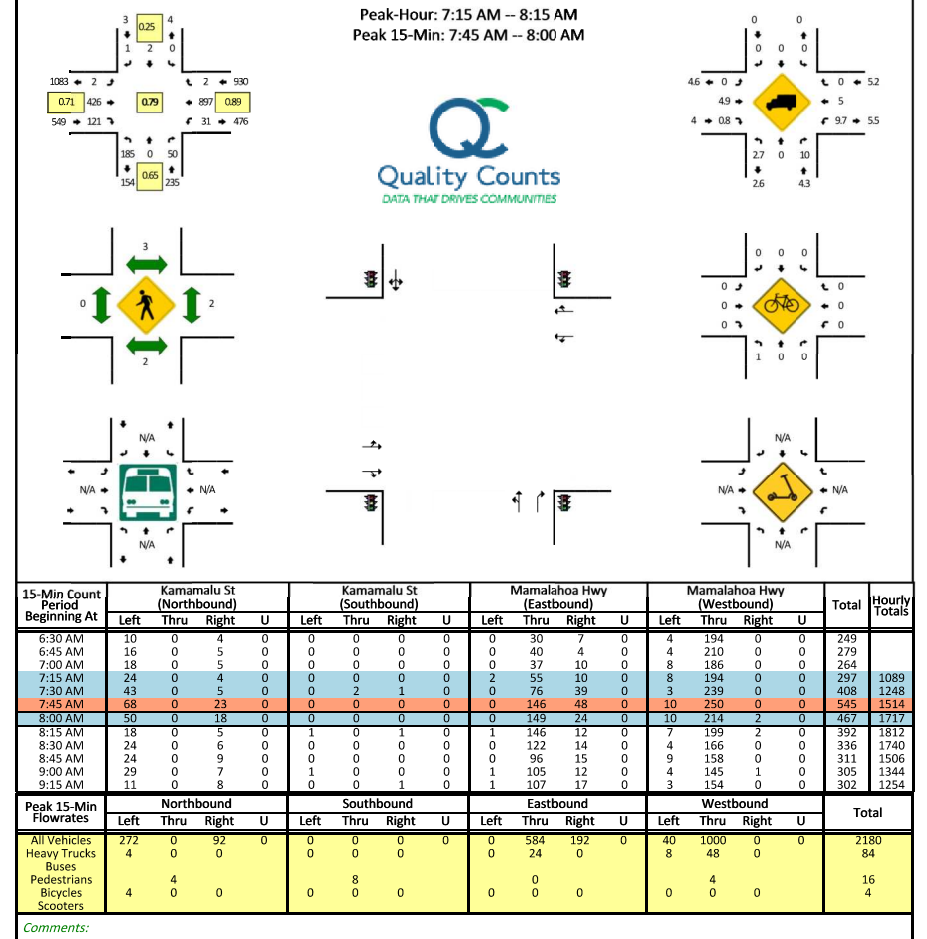 Peak-Hour: 7:15 AM -- 8:15 AM
Peak 15-Min: 7:45 AM -- 8:00 AM
3 0.25 4
1 2 0
1083 2 2 930
0.71 426 0.79 897 0.89
549 121 31 476
185 0 50
154 0.65 235
QC
Quality Counts
DATA THAT DRIVES COMMUNITIES
0 0
0 0 0
4.6 0 0 5.2
4.9 5
4 0.8 9.7 5.5
2.7 0 10
2.6 4.3
3
0 2
2
0 0 0
0 0
0 0
0 0
1 0 0
N/A
N/A N/A
N/A
N/A
N/A N/A
N/A
15-Min Count Period Beginning At Kamamalu St (Northbound) Kamamalu St (Southbound) Mamalahoa Hwy (Eastbound) Mamalahoa Hwy (Westbound) Total Hourly Totals
Left Thru Right U Left Thru Right U Left Thru Right U Left Thru Right U
6:30 AM 10 0 4 0 0 0 0 0 0 30 7 0 4 194 0 0 249
6:45 AM 16 0 5 0 0 0 0 0 0 40 4 0 4 210 0 0 279
7:00 AM 18 0 5 0 0 0 0 0 0 37 10 0 8 186 0 0 264
7:15 AM 24 0 4 0 0 0 0 0 2 55 10 0 8 194 0 0 297 1089
7:30 AM 43 0 5 0 0 2 1 0 0 76 39 0 3 239 0 0 408 1248
7:45 AM 68 0 23 0 0 0 0 0 0 146 48 0 10 250 0 0 545 1514
8:00 AM 50 0 18 0 0 0 0 0 0 149 24 0 10 214 2 0 467 1717
8:15 AM 18 0 5 0 1 0 1 0 1 146 12 0 7 199 2 0 392 1812
8:30 AM 24 0 6 0 0 0 0 0 0 122 14 0 4 166 0 0 336 1740
8:45 AM 24 0 9 0 0 0 0 0 0 96 15 0 9 158 0 0 311 1506
9:00 AM 29 0 7 0 1 0 0 0 1 105 12 0 4 145 1 0 305 1344
9:15 AM 11 0 8 0 0 0 1 0 1 107 17 0 3 154 0 0 302 1254
Peak 15-Min Flowrates Northbound Southbound Eastbound Westbound Total
Left Thru Right U Left Thru Right U Left Thru Right U Left Thru Right U
All Vehicles 272 0 92 0 0 0 0 0 0 584 192 0 40 1000 0 0 2180
Heavy Trucks 4 0 0 0 0 0 0 24 0 8 48 0 84
Buses
Pedestrians 4 8 0 4 16
Bicycles 4 0 0 0 0 0 0 0 0 0 0 0 4
Scooters
Comments: